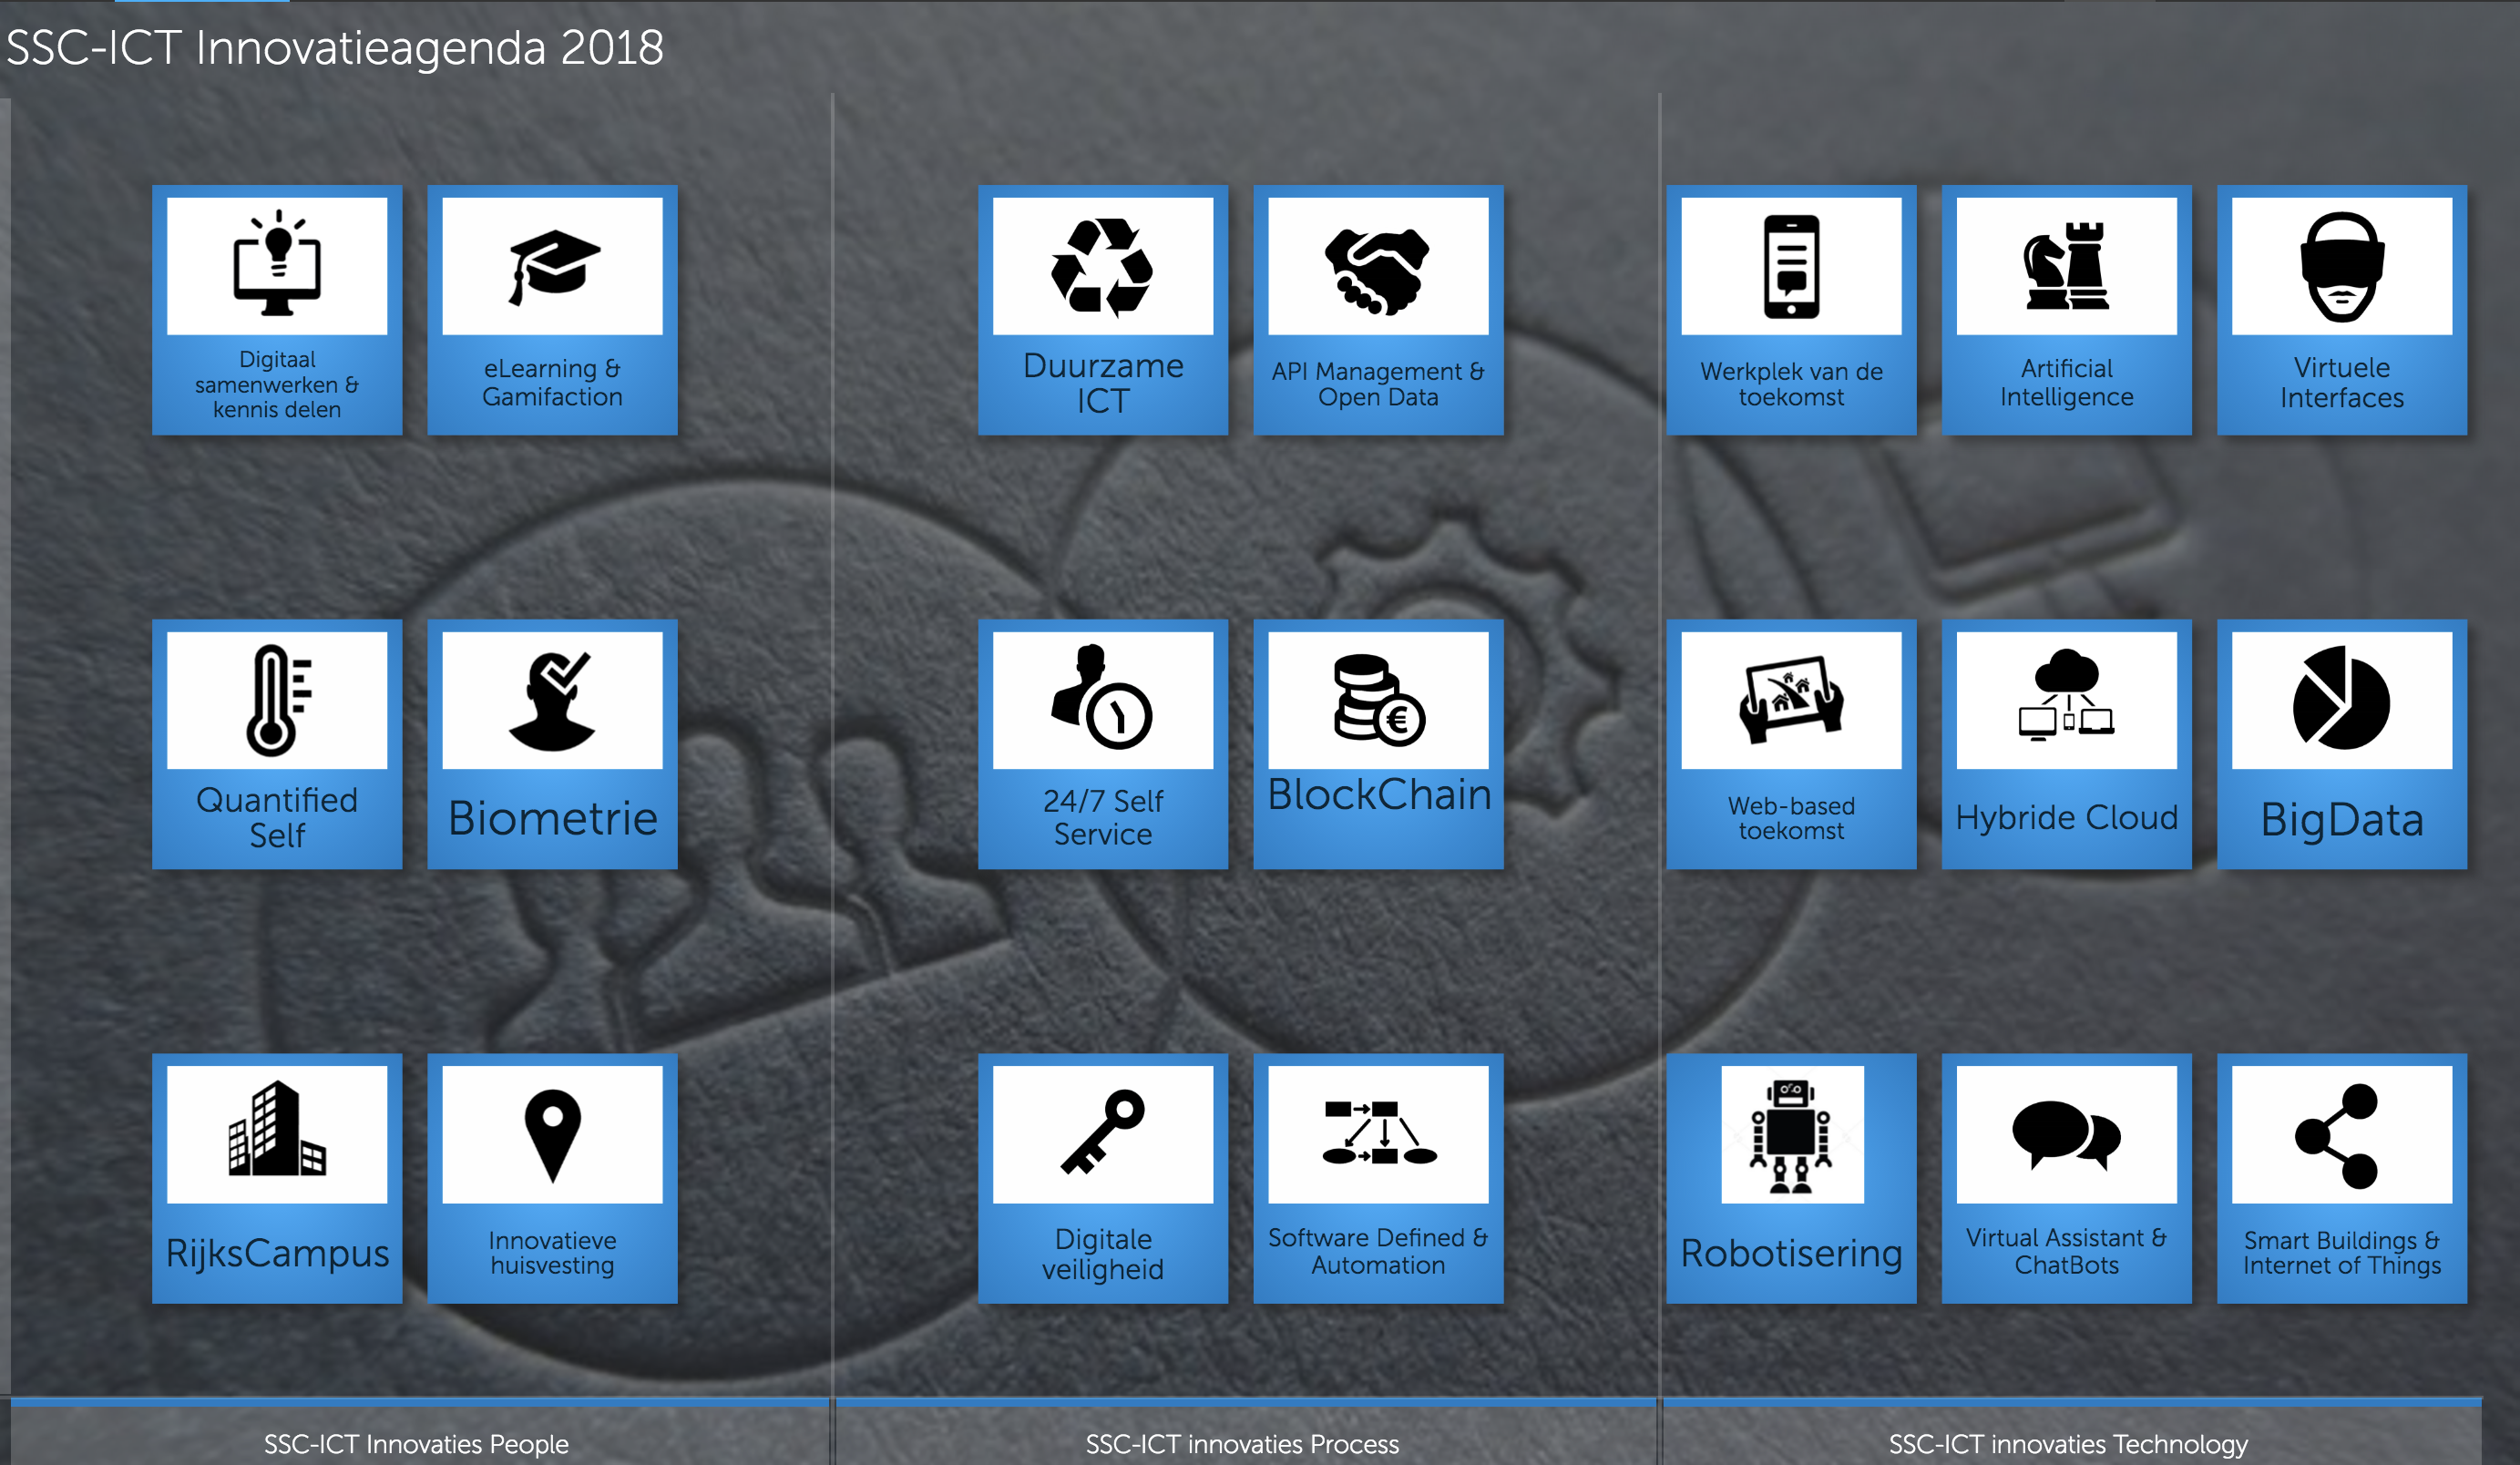 SSC-ICT Innovatieagenda 2018
Digitaal
samenwerken &
kennis delen
eLearning &
Gamifaction
Quantified
Self
Biometrie
RijksCampus
Innovatieve
huisvesting
SSC-ICT Innovaties People
Duurzame
ICT
API Management &
Open Data
24/7 Self
Service
€
BlockChain
Digitale
veiligheid
Software Defined &
Automation
SSC-ICT innovaties Process
Werkplek van de
toekomst
Artificial
Intelligence
Virtuele
Interfaces
Web-based
toekomst
Hybride Cloud
BigData
Robotisering
Virtual Assistant &
ChatBots
Smart Buildings &
Internet of Things
SSC-ICT innovaties Technology